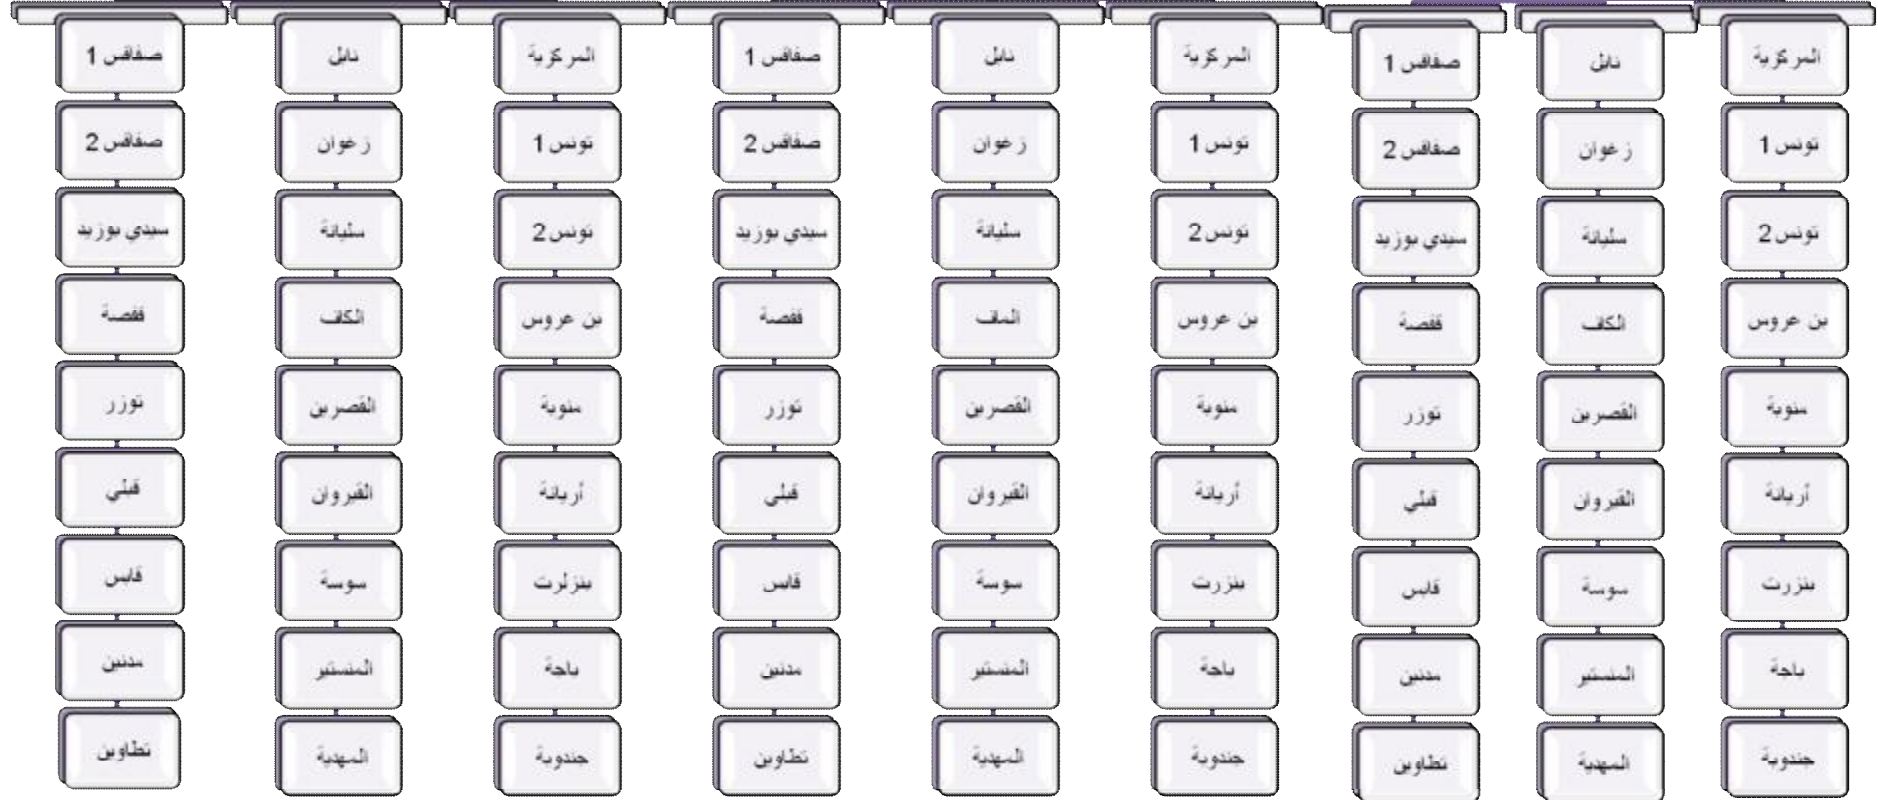 المركزية
تونس 1
تونس 2
بن عروس
منوبة
أريانة
بنزرت
باجة
جندوبة
نابل
زغوان
سليانة
الكاف
القصرين
القيروان
سوسة
المنستير
المهدية
صفاقس 1
صفاقس 2
سيدي بوزيد
قفصة
توزر
قبلي
قابس
مدنين
تطاوين
المركزية
تونس 1
تونس 2
بن عروس
منوبة
أريانة
بنزرت
باجة
جندوبة
نابل
زغوان
سليانة
الماف
القصرين
القيروان
سوسة
المنستير
المهدية
صفاقس 1
صفاقس 2
سيدي بوزيد
قفصة
توزر
قبلي
قابس
مدنين
تطاوين
المركزية
تونس 1
تونس 2
بن عروس
منوبة
أريانة
بنزلرت
باجة
جندوبة
نابل
زغوان
سليانة
الكاف
القصرين
القيروان
سوسة
المنستير
المهدية
صفاقس 1
صفاقس 2
سيدي بوزيد
قفصة
توزر
قبلي
قابس
مدنين
تطاوين